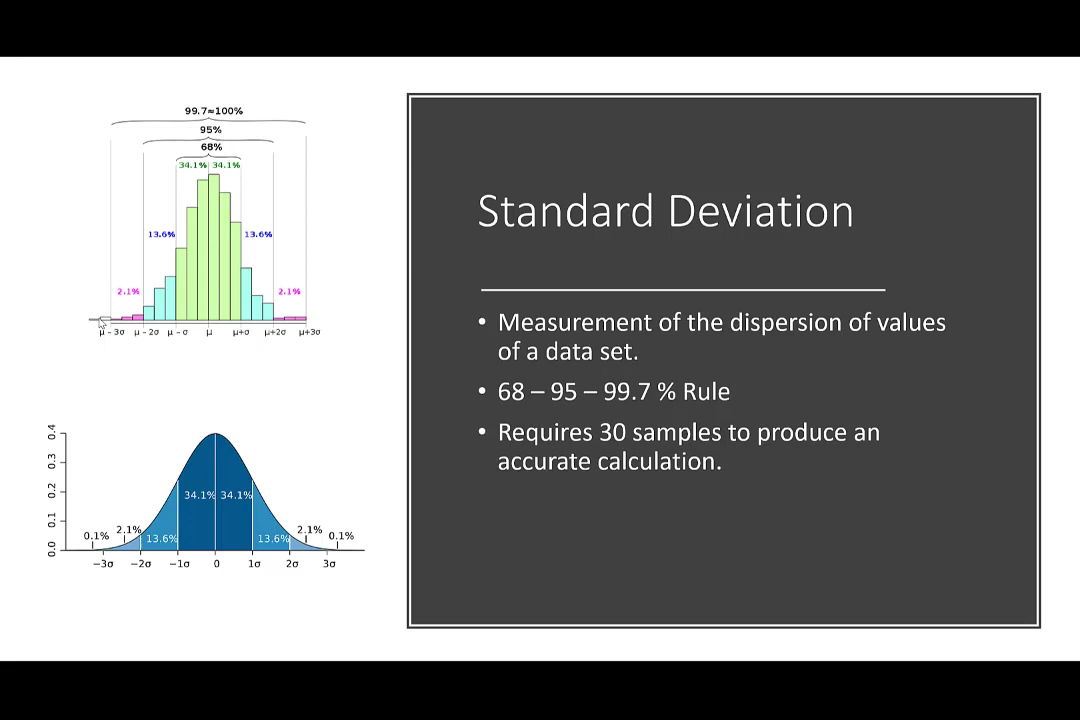 99.7≈100%
95%
68%
34.1% 34.1%
13.6% 13.6%
2.1% 2.1%
μ - 3σ μ - 2σ μ - σ μ μ+σ μ+2σ μ+3σ
0.4
0.3
0.2
0.1
0.0
34.1% 34.1%
0.1% 2.1% 13.6% 13.6% 2.1% 0.1%
−3σ −2σ −1σ 0 1σ 2σ 3σ
Standard Deviation
• Measurement of the dispersion of values
of a data set.
• 68 – 95 – 99.7 % Rule
• Requires 30 samples to produce an
accurate calculation.